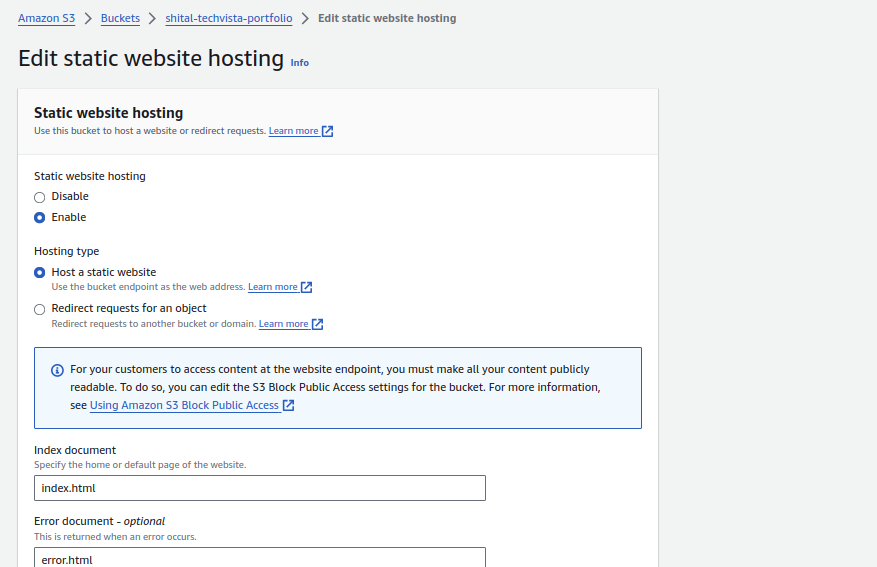 Amazon S3 > Buckets > shital-techvista-portfolio > Edit static website hosting
Edit static website hosting Info
Static website hosting
Use this bucket to host a website or redirect requests. Learn more
Static website hosting
Disable
Enable
Hosting type
Host a static website
Use the bucket endpoint as the web address. Learn more
Redirect requests for an object
Redirect requests to another bucket or domain. Learn more
For your customers to access content at the website endpoint, you must make all your content publicly
readable. To do so, you can edit the S3 Block Public Access settings for the bucket. For more information,
see Using Amazon S3 Block Public Access
Index document
Specify the home or default page of the website.
index.html
Error document - optional
This is returned when an error occurs.
error.html